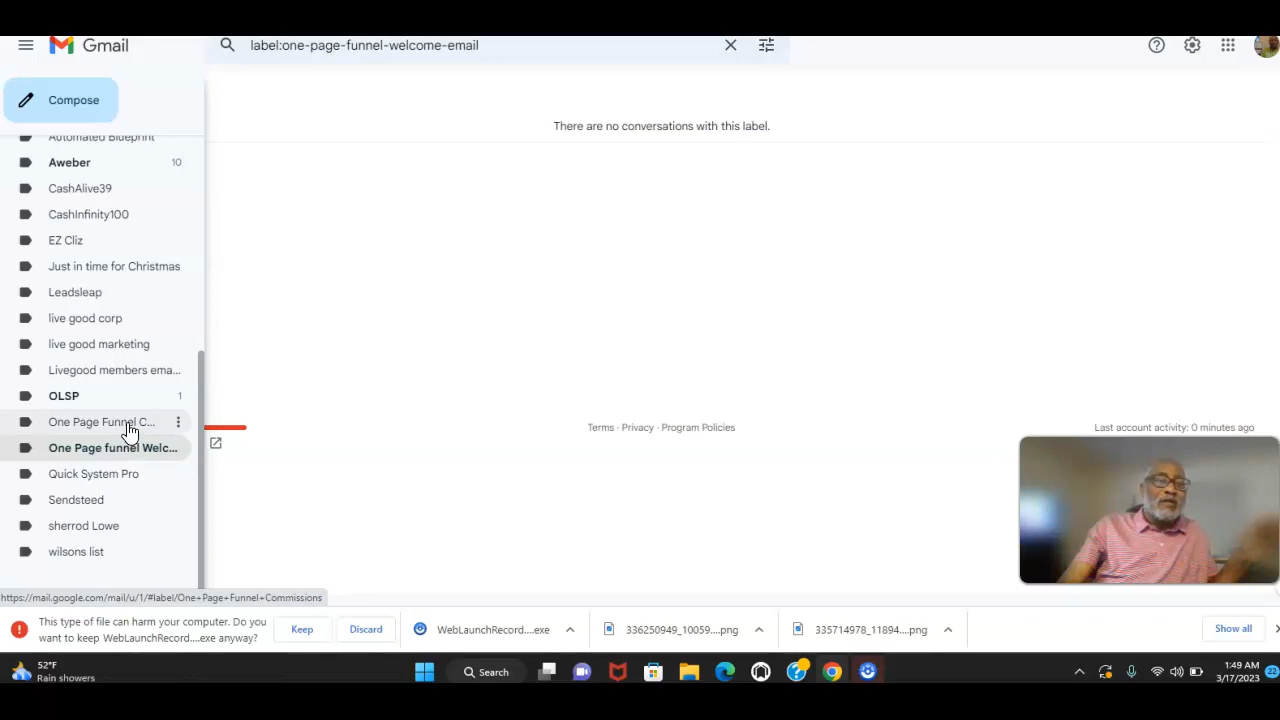 Gmail
label:one-page-funnel-welcome-email
Compose
There are no conversations with this label.
Automated Blueprint
Aweber 10
CashAlive39
CashInfinity100
EZ Cliz
Just in time for Christmas
Leadsleap
live good corp
live good marketing
Livegood members ema...
OLSP 1
One Page Funnel C...
One Page funnel Welc...
Quick System Pro
Sendsteed
sherrod Lowe
wilsons list
Terms · Privacy · Program Policies
Last account activity: 0 minutes ago
https://mail.google.com/mail/u/1/#label/One+Page+Funnel+Commissions
This type of file can harm your computer. Do you
want to keep WebLaunchRecord....exe anyway?
Keep
Discard
WebLaunchRecord....exe
336250949_10059....png
335714978_11894....png
Show all
52°F
Rain showers
Search
1:49 AM
3/17/2023
22